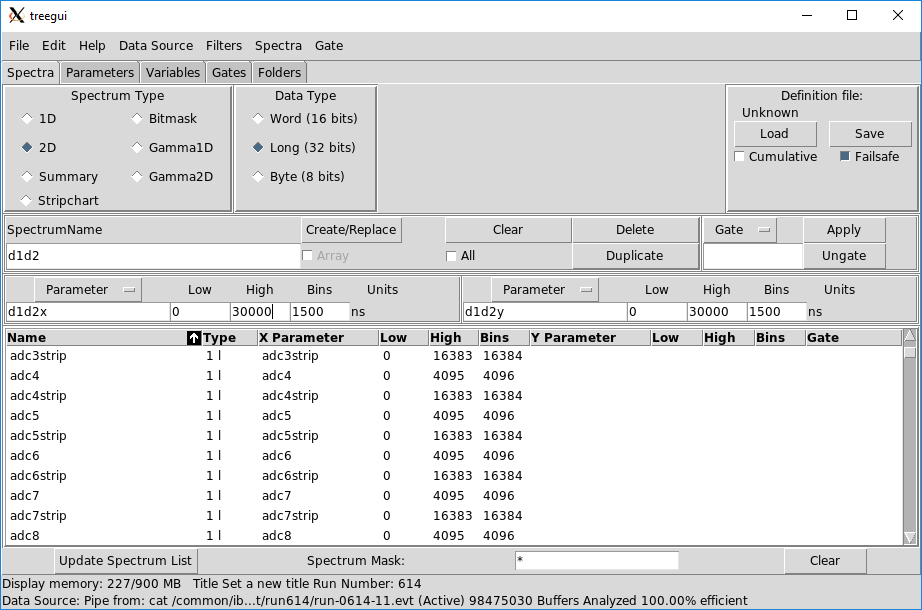 treegui
File Edit Help Data Source Filters Spectra Gate
Spectra Parameters Variables Gates Folders
Spectrum Type Data Type Definition file:
1D Bitmask Word (16 bits) Unknown
Load Save
2D Gamma1D Long (32 bits)
Cumulative Failsafe
Summary Gamma2D Byte (8 bits)
Stripchart
SpectrumName Create/Replace Clear Delete Gate Apply
d1d2 Array All Duplicate Ungate
Parameter Low High Bins Units Parameter Low High Bins Units
d1d2x 0 30000 1500 ns d1d2y 0 30000 1500 ns
Name Type X Parameter Low High Bins Y Parameter Low High Bins Gate
adc3strip 1 l adc3strip 0 16383 16384
adc4 1 l adc4 0 4095 4096
adc4strip 1 l adc4strip 0 16383 16384
adc5 1 l adc5 0 4095 4096
adc5strip 1 l adc5strip 0 16383 16384
adc6 1 l adc6 0 4095 4096
adc6strip 1 l adc6strip 0 16383 16384
adc7 1 l adc7 0 4095 4096
adc7strip 1 l adc7strip 0 16383 16384
adc8 1 l adc8 0 4095 4096
Update Spectrum List Spectrum Mask: * Clear
Display memory: 227/900 MB Title Set a new title Run Number: 614
Data Source: Pipe from: cat /common/ib...t/run614/run-0614-11.evt (Active) 98475030 Buffers Analyzed 100.00% efficient